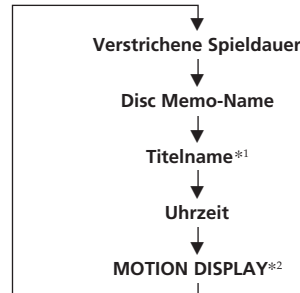 Verstrichene Spieldauer
Disc Memo-Name
Titelname*1
Uhrzeit
MOTION DISPLAY*2